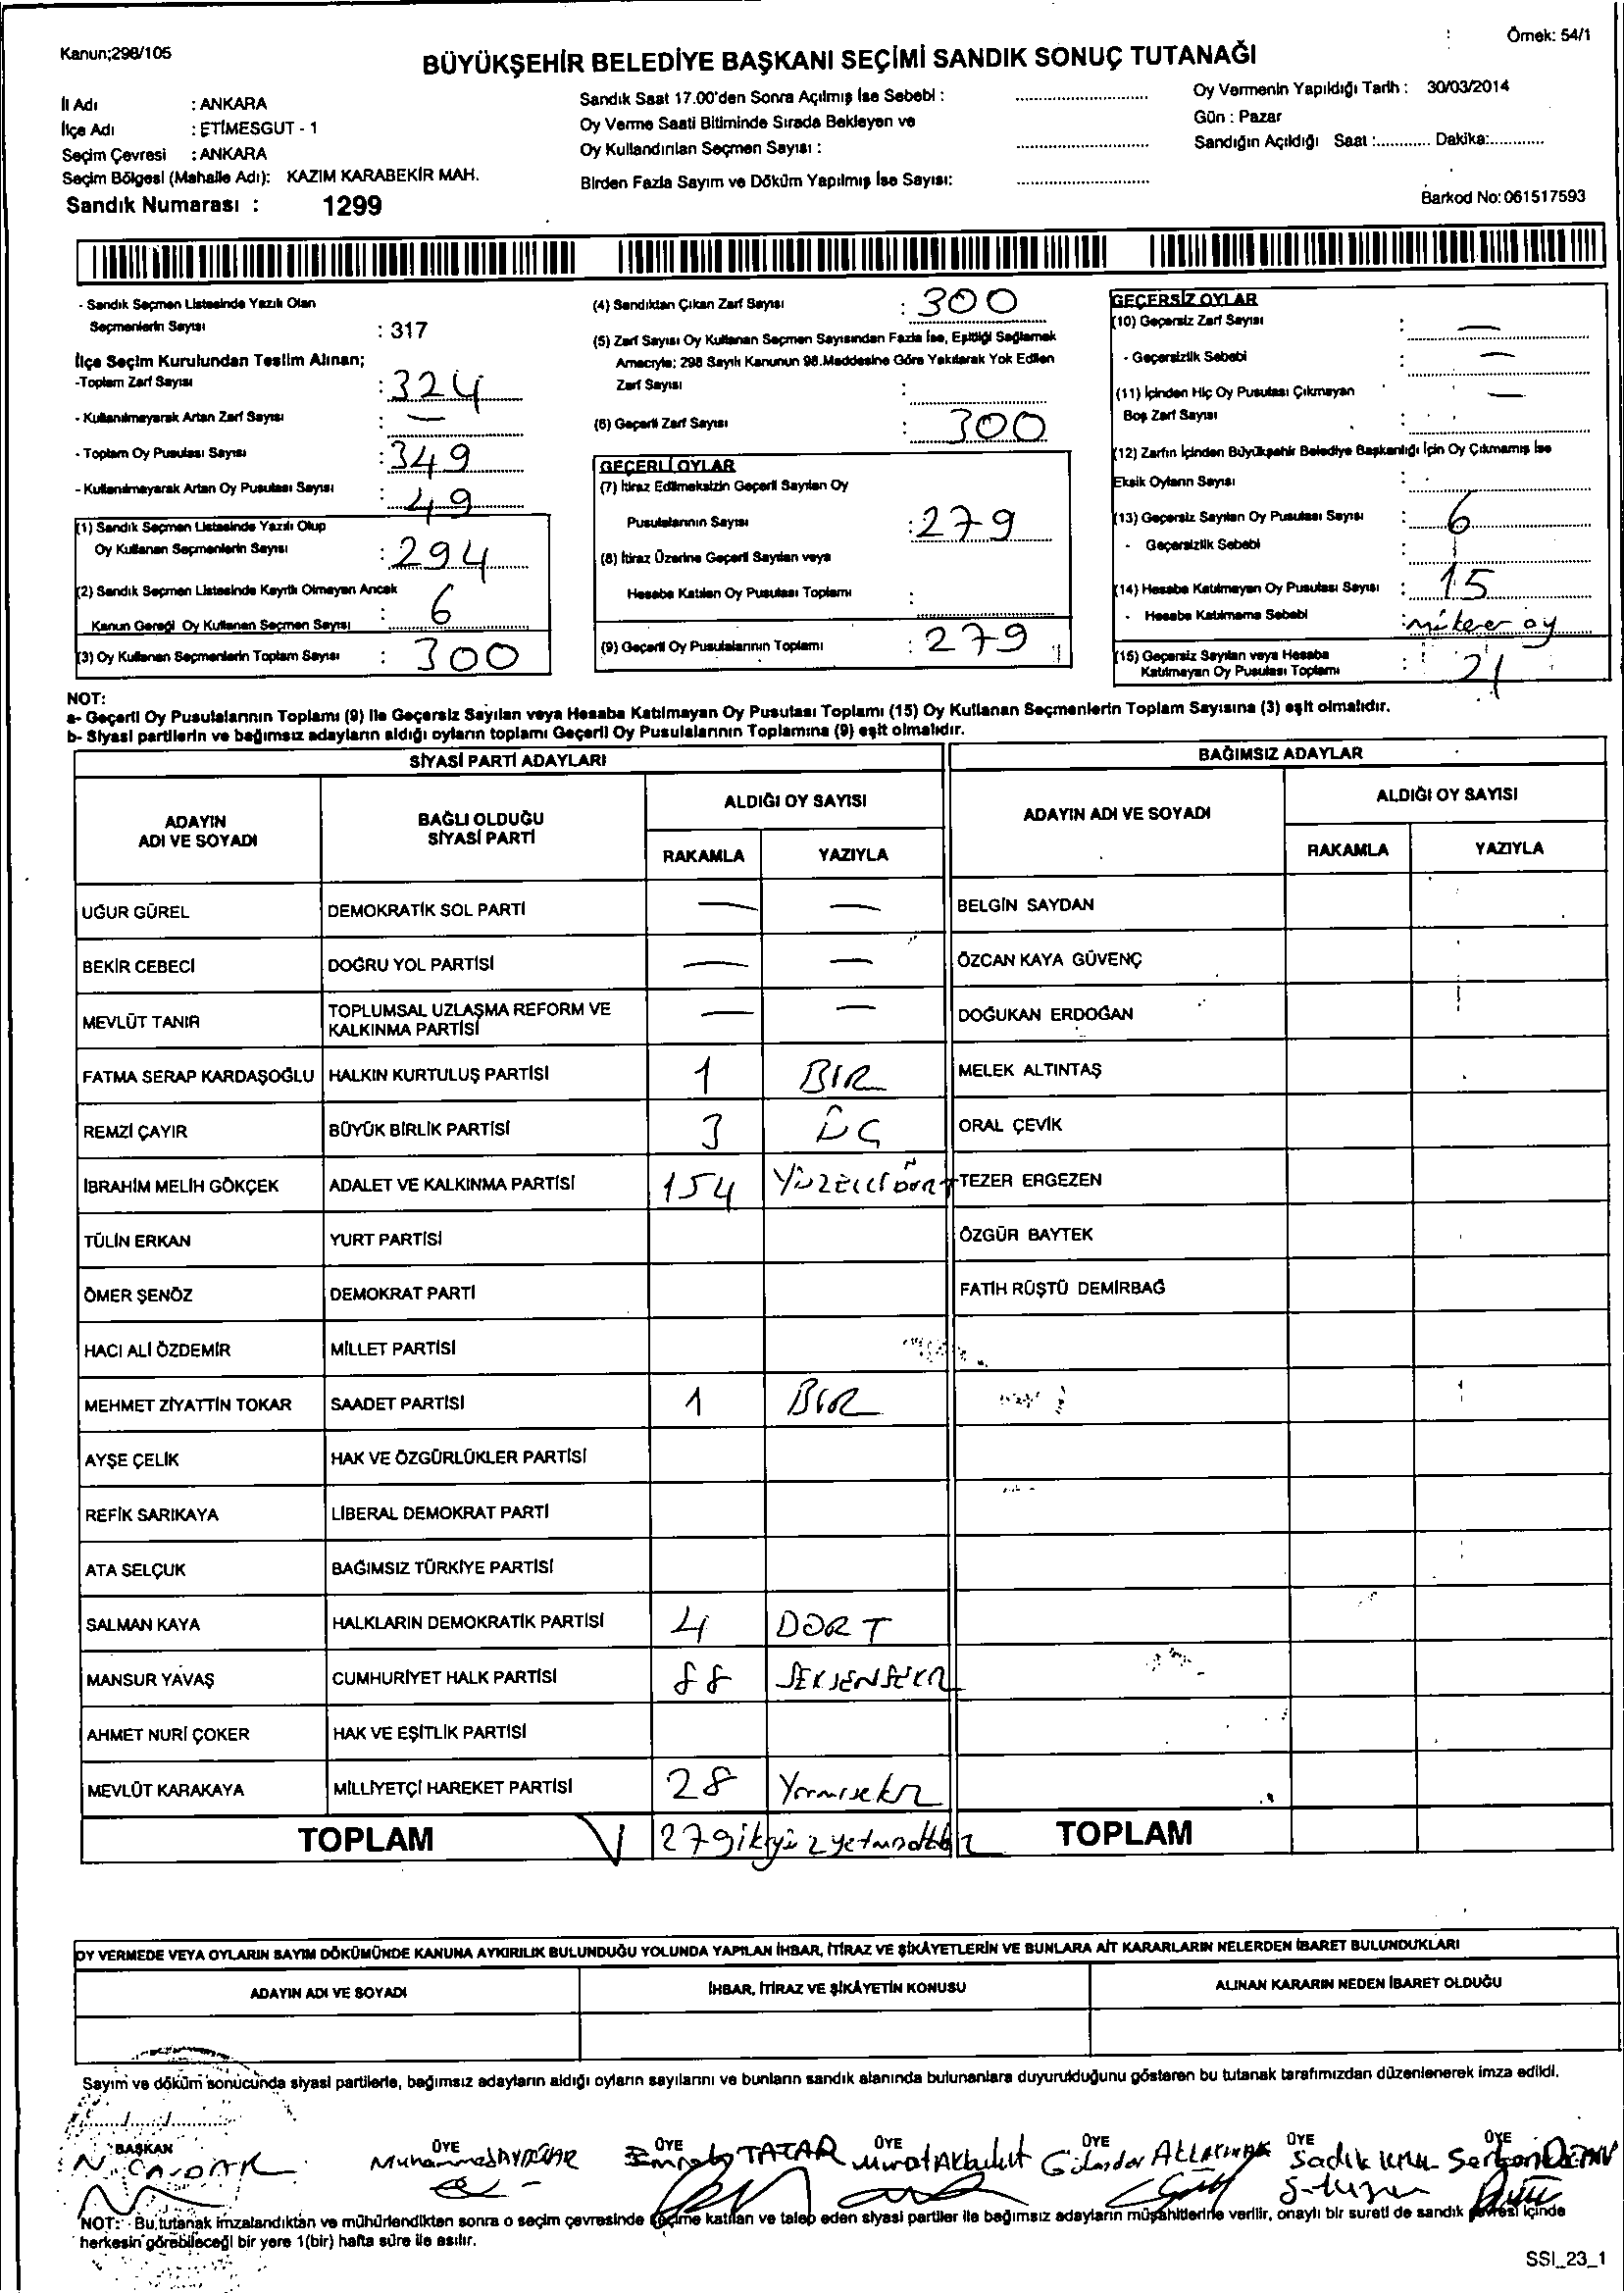 Kanun;298/105
Örnek: 54/1
BÜYÜKŞEHİR BELEDİYE BAŞKANI SEÇİMİ SANDIK SONUÇ TUTANAĞI
İl Adı : ANKARA
İlçe Adı : ETİMESGUT - 1
Seçim Çevresi : ANKARA
Seçim Bölgesi (Mahalle Adı): KAZIM KARABEKİR MAH.
Sandık Numarası : 1299
Sandık Saat 17.00'den Sonra Açılmış İse Sebebi :
Oy Verme Saati Bitiminde Sırada Bekleyen ve
Oy Kullandırılan Seçmen Sayısı :
Birden Fazla Sayım ve Döküm Yapılmış İse Sayısı:
Oy Vermenin Yapıldığı Tarih : 30/03/2014
Gün : Pazar
Sandığın Açıldığı Saat :............ Dakika:............
Barkod No: 061517593
- Sandık Seçmen Listesinde Yazılı Olan
Seçmenlerin Sayısı : 317
İlçe Seçim Kurulundan Teslim Alınan;
-Toplam Zarf Sayısı : 324
- Kullanılmayarak Artan Zarf Sayısı : —
- Toplam Oy Pusulası Sayısı : 349
- Kullanılmayarak Artan Oy Pusulası Sayısı : 49
(1) Sandık Seçmen Listesinde Yazılı Olup
Oy Kullanan Seçmenlerin Sayısı : 294
(2) Sandık Seçmen Listesinde Kayıtlı Olmayan Ancak
Kanun Gereği Oy Kullanan Seçmen Sayısı : 6
(3) Oy Kullanan Seçmenlerin Toplam Sayısı : 300
(4) Sandıktan Çıkan Zarf Sayısı : 300
(5) Zarf Sayısı Oy Kullanan Seçmen Sayısından Fazla İse, Eşitliği Sağlamak
Amacıyla; 298 Sayılı Kanunun 98.Maddesine Göre Yakılarak Yok Edilen
Zarf Sayısı :
(6) Geçerli Zarf Sayısı : 300
GEÇERLİ OYLAR
(7) İtiraz Edilmeksizin Geçerli Sayılan Oy
Pusulalarının Sayısı : 279
(8) İtiraz Üzerine Geçerli Sayılan veya
Hesaba Katılan Oy Pusulası Toplamı :
(9) Geçerli Oy Pusulalarının Toplamı : 279
GEÇERSİZ OYLAR
(10) Geçersiz Zarf Sayısı : —
- Geçersizlik Sebebi : —
(11) İçinden Hiç Oy Pusulası Çıkmayan —
Boş Zarf Sayısı :
(12) Zarfın İçinden Büyükşehir Belediye Başkanlığı İçin Oy Çıkmamış İse
Eksik Oyların Sayısı :
(13) Geçersiz Sayılan Oy Pusulası Sayısı : 6
- Geçersizlik Sebebi :
(14) Hesaba Katılmayan Oy Pusulası Sayısı : 15
- Hesaba Katılmama Sebebi : mükerer oy
(15) Geçersiz Sayılan veya Hesaba
Katılmayan Oy Pusulası Toplamı : 21
NOT:
a- Geçerli Oy Pusulalarının Toplamı (9) ile Geçersiz Sayılan veya Hesaba Katılmayan Oy Pusulası Toplamı (15) Oy Kullanan Seçmenlerin Toplam Sayısına (3) eşit olmalıdır.
b- Siyasi partilerin ve bağımsız adayların aldığı oyların toplamı Geçerli Oy Pusulalarının Toplamına (9) eşit olmalıdır.
SİYASİ PARTİ ADAYLARI
BAĞIMSIZ ADAYLAR
ADAYIN ADI VE SOYADI
BAĞLI OLDUĞU SİYASİ PARTİ
ALDIĞI OY SAYISI
RAKAMLA YAZIYLA
ADAYIN ADI VE SOYADI
ALDIĞI OY SAYISI
RAKAMLA YAZIYLA
UĞUR GÜREL DEMOKRATİK SOL PARTİ — — BELGİN SAYDAN
BEKİR CEBECİ DOĞRU YOL PARTİSİ — — ÖZCAN KAYA GÜVENÇ
MEVLÜT TANIR TOPLUMSAL UZLAŞMA REFORM VE KALKINMA PARTİSİ — — DOĞUKAN ERDOĞAN
FATMA SERAP KARDAŞOĞLU HALKIN KURTULUŞ PARTİSİ 1 BİR MELEK ALTINTAŞ
REMZİ ÇAYIR BÜYÜK BİRLİK PARTİSİ 3 ÜÇ ORAL ÇEVİK
İBRAHİM MELİH GÖKÇEK ADALET VE KALKINMA PARTİSİ 154 YÜZELLİDÖRT TEZER ERGEZEN
TÜLİN ERKAN YURT PARTİSİ ÖZGÜR BAYTEK
ÖMER ŞENÖZ DEMOKRAT PARTİ FATİH RÜŞTÜ DEMİRBAĞ
HACI ALİ ÖZDEMİR MİLLET PARTİSİ
MEHMET ZİYATTİN TOKAR SAADET PARTİSİ 1 BİR
AYŞE ÇELİK HAK VE ÖZGÜRLÜKLER PARTİSİ
REFİK SARIKAYA LİBERAL DEMOKRAT PARTİ
ATA SELÇUK BAĞIMSIZ TÜRKİYE PARTİSİ
SALMAN KAYA HALKLARIN DEMOKRATİK PARTİSİ 4 DÖRT
MANSUR YAVAŞ CUMHURİYET HALK PARTİSİ 88 SEKSENSEKİZ
AHMET NURİ ÇOKER HAK VE EŞİTLİK PARTİSİ
MEVLÜT KARAKAYA MİLLİYETÇİ HAREKET PARTİSİ 28 Yirmisekiz
TOPLAM 279 ikiyüzyetmişdokuz TOPLAM
OY VERMEDE VEYA OYLARIN SAYIM DÖKÜMÜNDE KANUNA AYKIRILIK BULUNDUĞU YOLUNDA YAPILAN İHBAR, İTİRAZ VE ŞİKÂYETLERİN VE BUNLARA AİT KARARLARIN NELERDEN İBARET BULUNDUKLARI
ADAYIN ADI VE SOYADI İHBAR, İTİRAZ VE ŞİKÂYETİN KONUSU ALINAN KARARIN NEDEN İBARET OLDUĞU
Sayım ve döküm sonucunda siyasi partilerle, bağımsız adayların aldığı oyların sayılarını ve bunların sandık alanında bulunanlara duyurulduğunu gösteren bu tutanak tarafımızdan düzenlenerek imza edildi.
BAŞKAN ÜYE ÜYE ÜYE ÜYE ÜYE ÜYE
Muhammed TATAR Murat Akbulut Sadık Serkan
NOT: Bu tutanak imzalandıktan ve mühürlendikten sonra o seçim çevresinde seçime katılan ve talep eden siyasi partiler ile bağımsız adayların müşahitlerine verilir, onaylı bir sureti de sandık çevresi içinde
herkesin görebileceği bir yere 1(bir) hafta süre ile asılır.
SSI_23_1